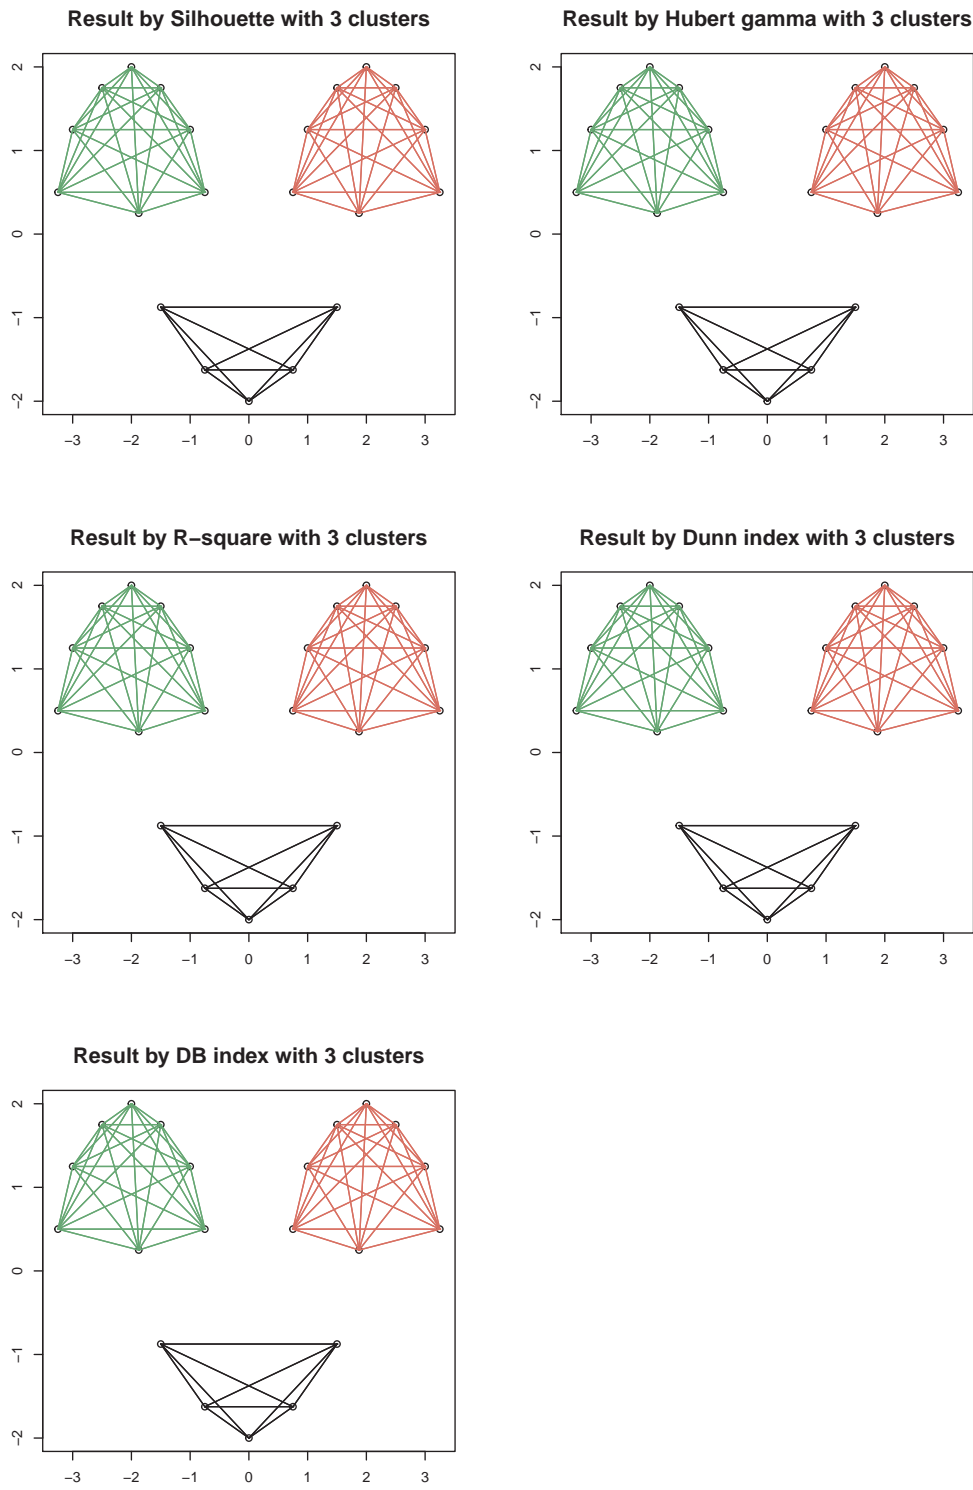 Result by Silhouette with 3 clusters
2
1
0
−1
−2
−3 −2 −1 0 1 2 3
Result by Hubert gamma with 3 clusters
2
1
0
−1
−2
−3 −2 −1 0 1 2 3
Result by R−square with 3 clusters
2
1
0
−1
−2
−3 −2 −1 0 1 2 3
Result by Dunn index with 3 clusters
2
1
0
−1
−2
−3 −2 −1 0 1 2 3
Result by DB index with 3 clusters
2
1
0
−1
−2
−3 −2 −1 0 1 2 3